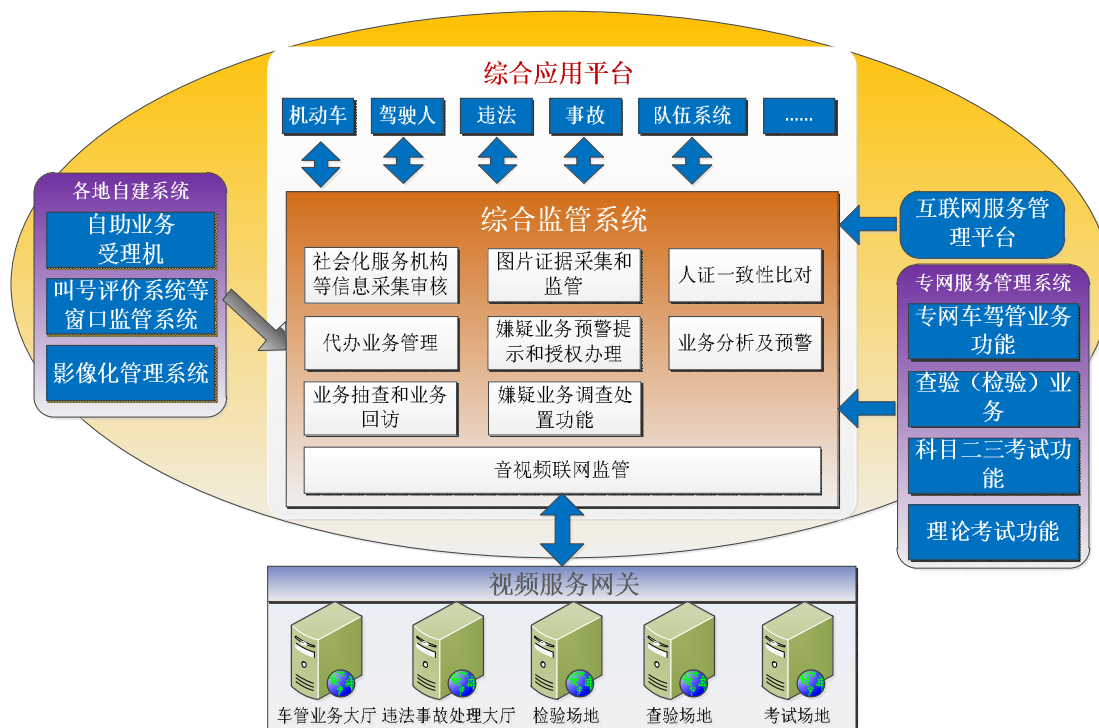 综合应用平台
机动车
驾驶人
违法
事故
队伍系统
......
各地自建系统
自助业务
受理机
叫号评价系统等
窗口监管系统
影像化管理系统
综合监管系统
社会化服务机构
等信息采集审核
图片证据采集和
监管
人证一致性比对
代办业务管理
嫌疑业务预警提
示和授权办理
业务分析及预警
业务抽查和业务
回访
嫌疑业务调查处
置功能
音视频联网监管
互联网服务管
理平台
专网服务管理系统
专网车驾管业务
功能
查验（检验）业
务
科目二三考试功
能
理论考试功能
视频服务网关
车管业务大厅
违法事故处理大厅
检验场地
查验场地
考试场地